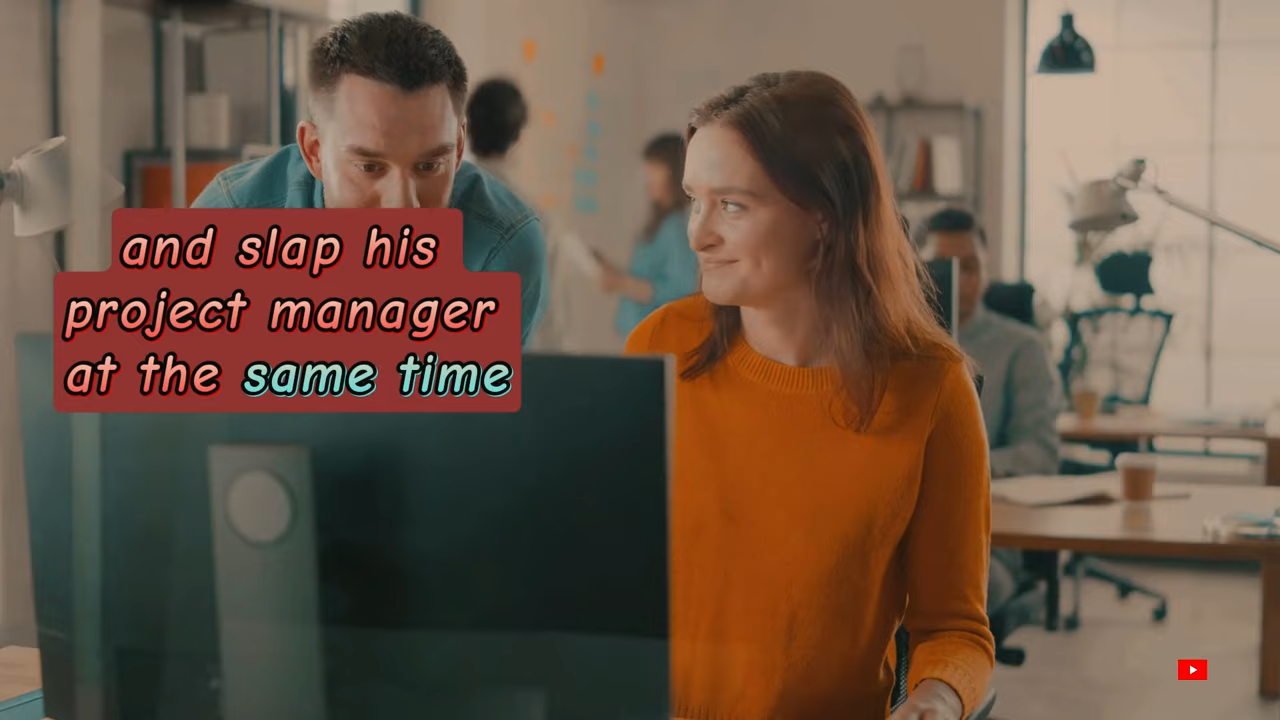 and slap his
project manager
at the same time